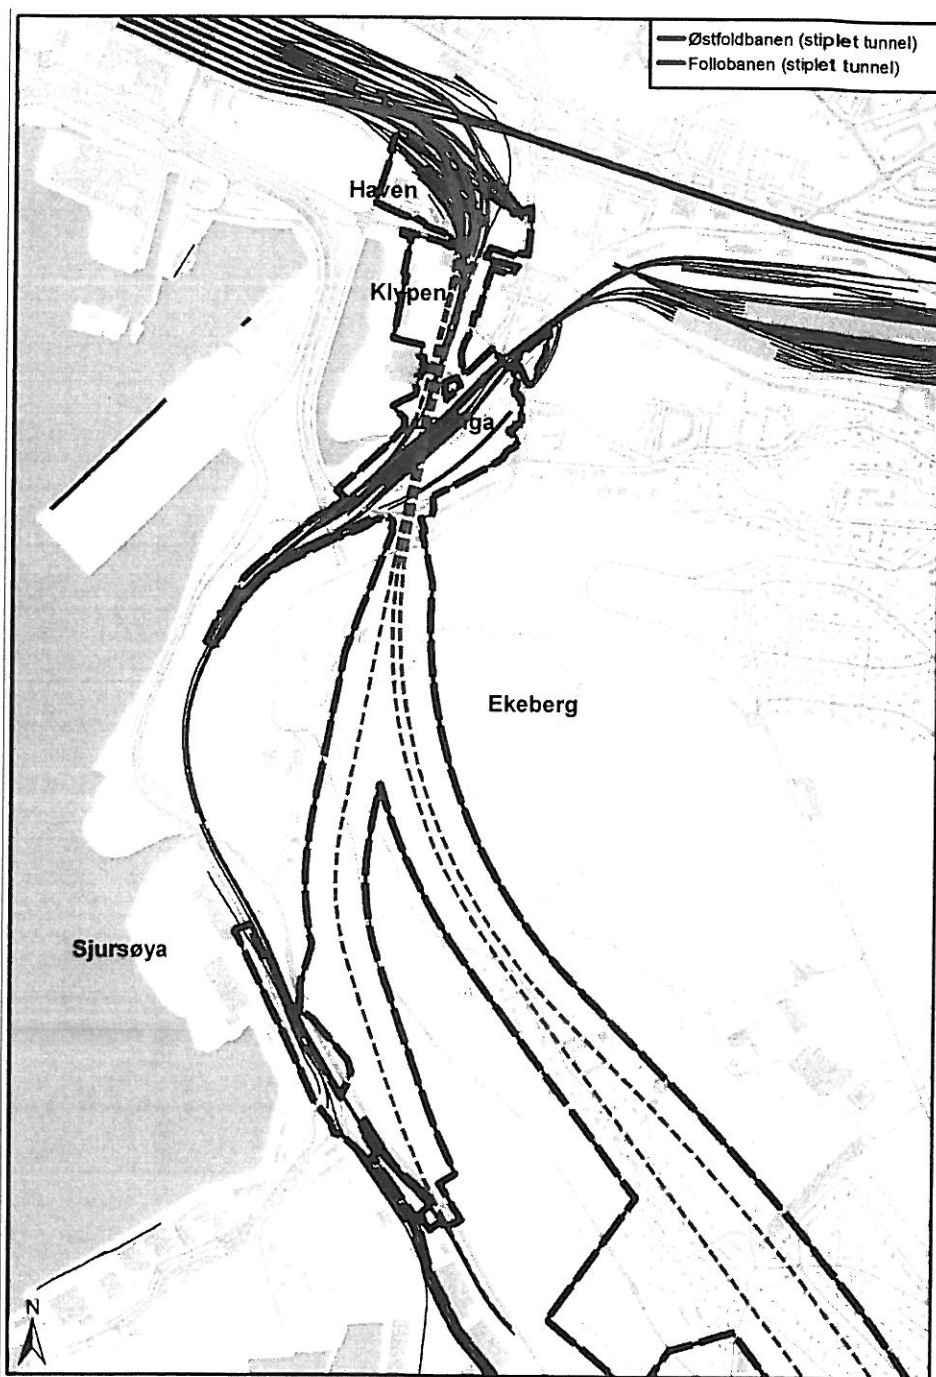 Østfoldbanen (stiplet tunnel)
Follobanen (stiplet tunnel)
Haven
Klypen
Ekeberg
Sjursøya
N